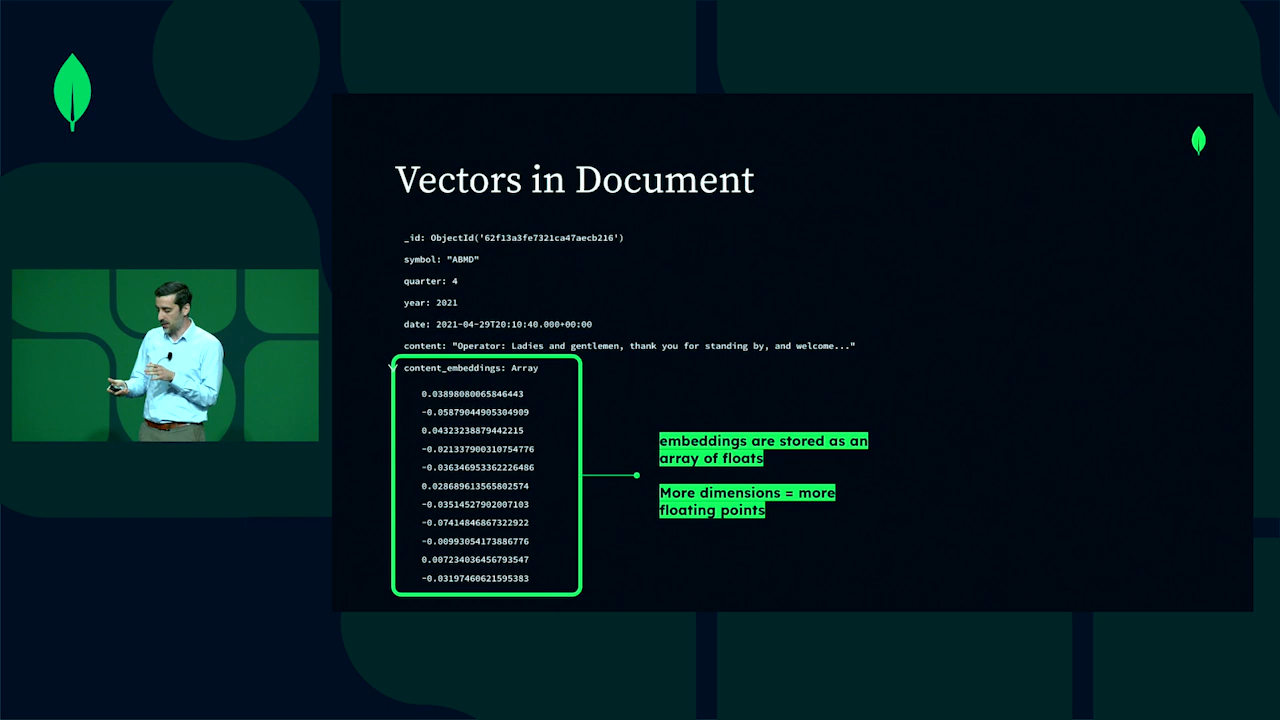 Vectors in Document
_id: ObjectId('62f13a3fe7321ca47aecb216')
symbol: "ABMD"
quarter: 4
year: 2021
date: 2021-04-29T20:10:40.000+00:00
content: "Operator: Ladies and gentlemen, thank you for standing by, and welcome..."
content_embeddings: Array
0.03898080065846443
-0.05879044905304909
0.04323238879442215
-0.021337900310754776
-0.036346953362226486
0.028689613565802574
-0.03514527902007103
-0.07414846867322922
-0.00993054173886776
0.007234036456793547
-0.03197460621595383
embeddings are stored as an
array of floats
More dimensions = more
floating points